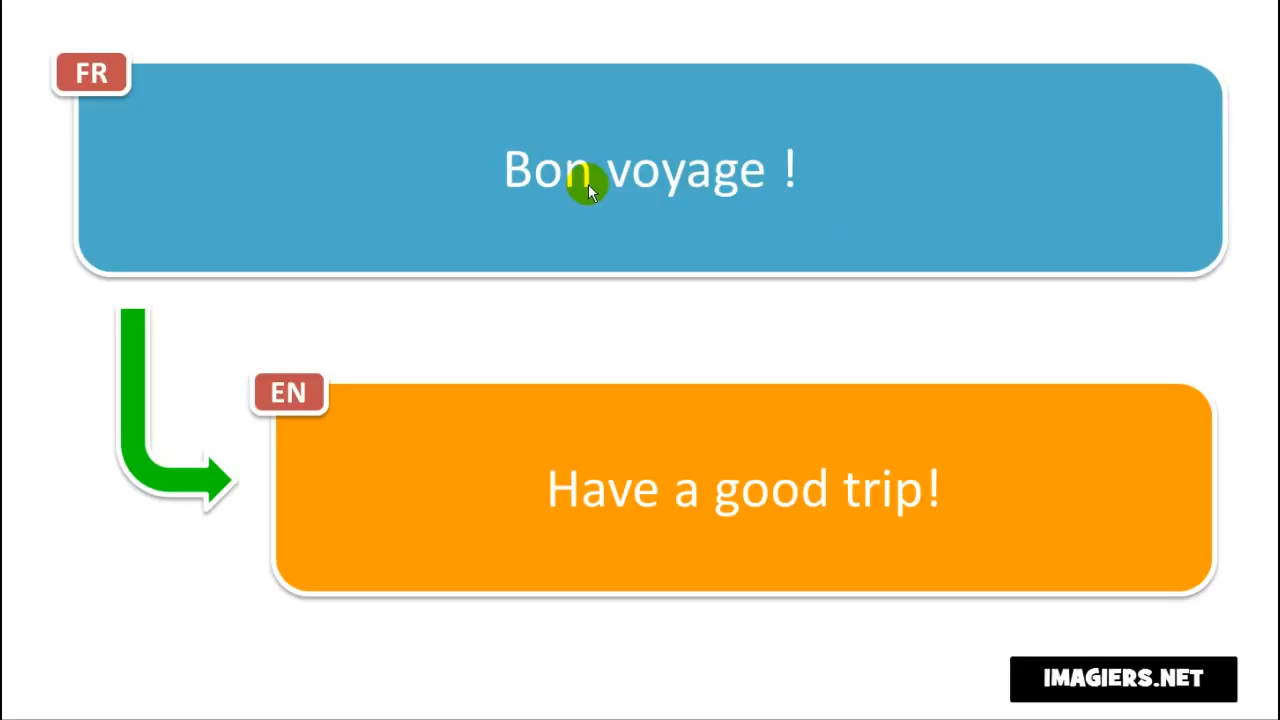 FR
Bon voyage !
EN
Have a good trip!
IMAGIERS.NET